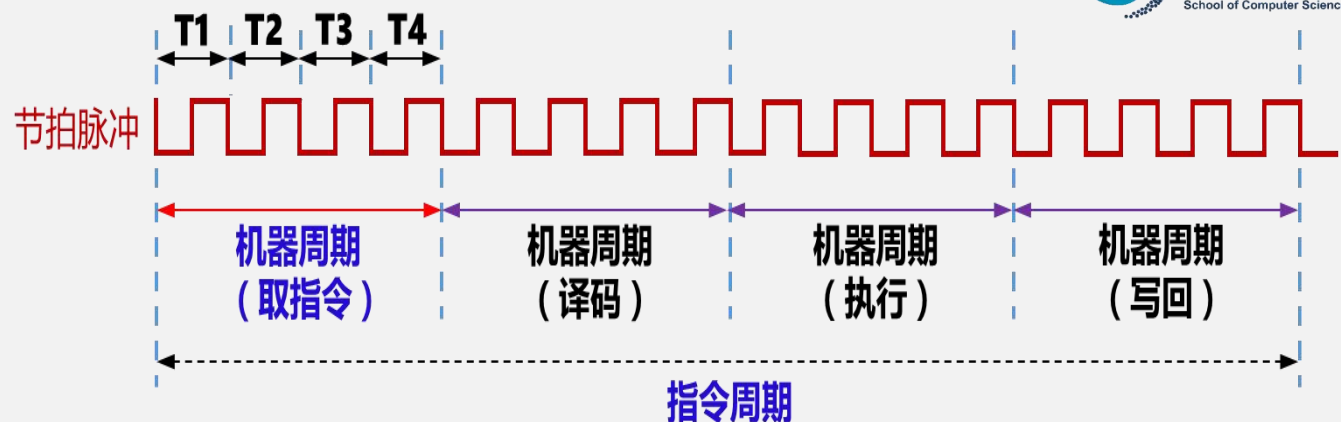 School of Computer Scienc
T1 T2 T3 T4
节拍脉冲
机器周期 机器周期 机器周期 机器周期
（取指令） （译码） （执行） （写回）
指令周期